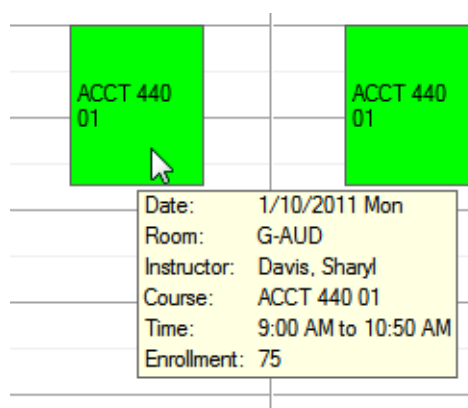 ACCT 440
01
ACCT 440
01
Date: 1/10/2011 Mon
Room: G-AUD
Instructor: Davis, Sharyl
Course: ACCT 440 01
Time: 9:00 AM to 10:50 AM
Enrollment: 75